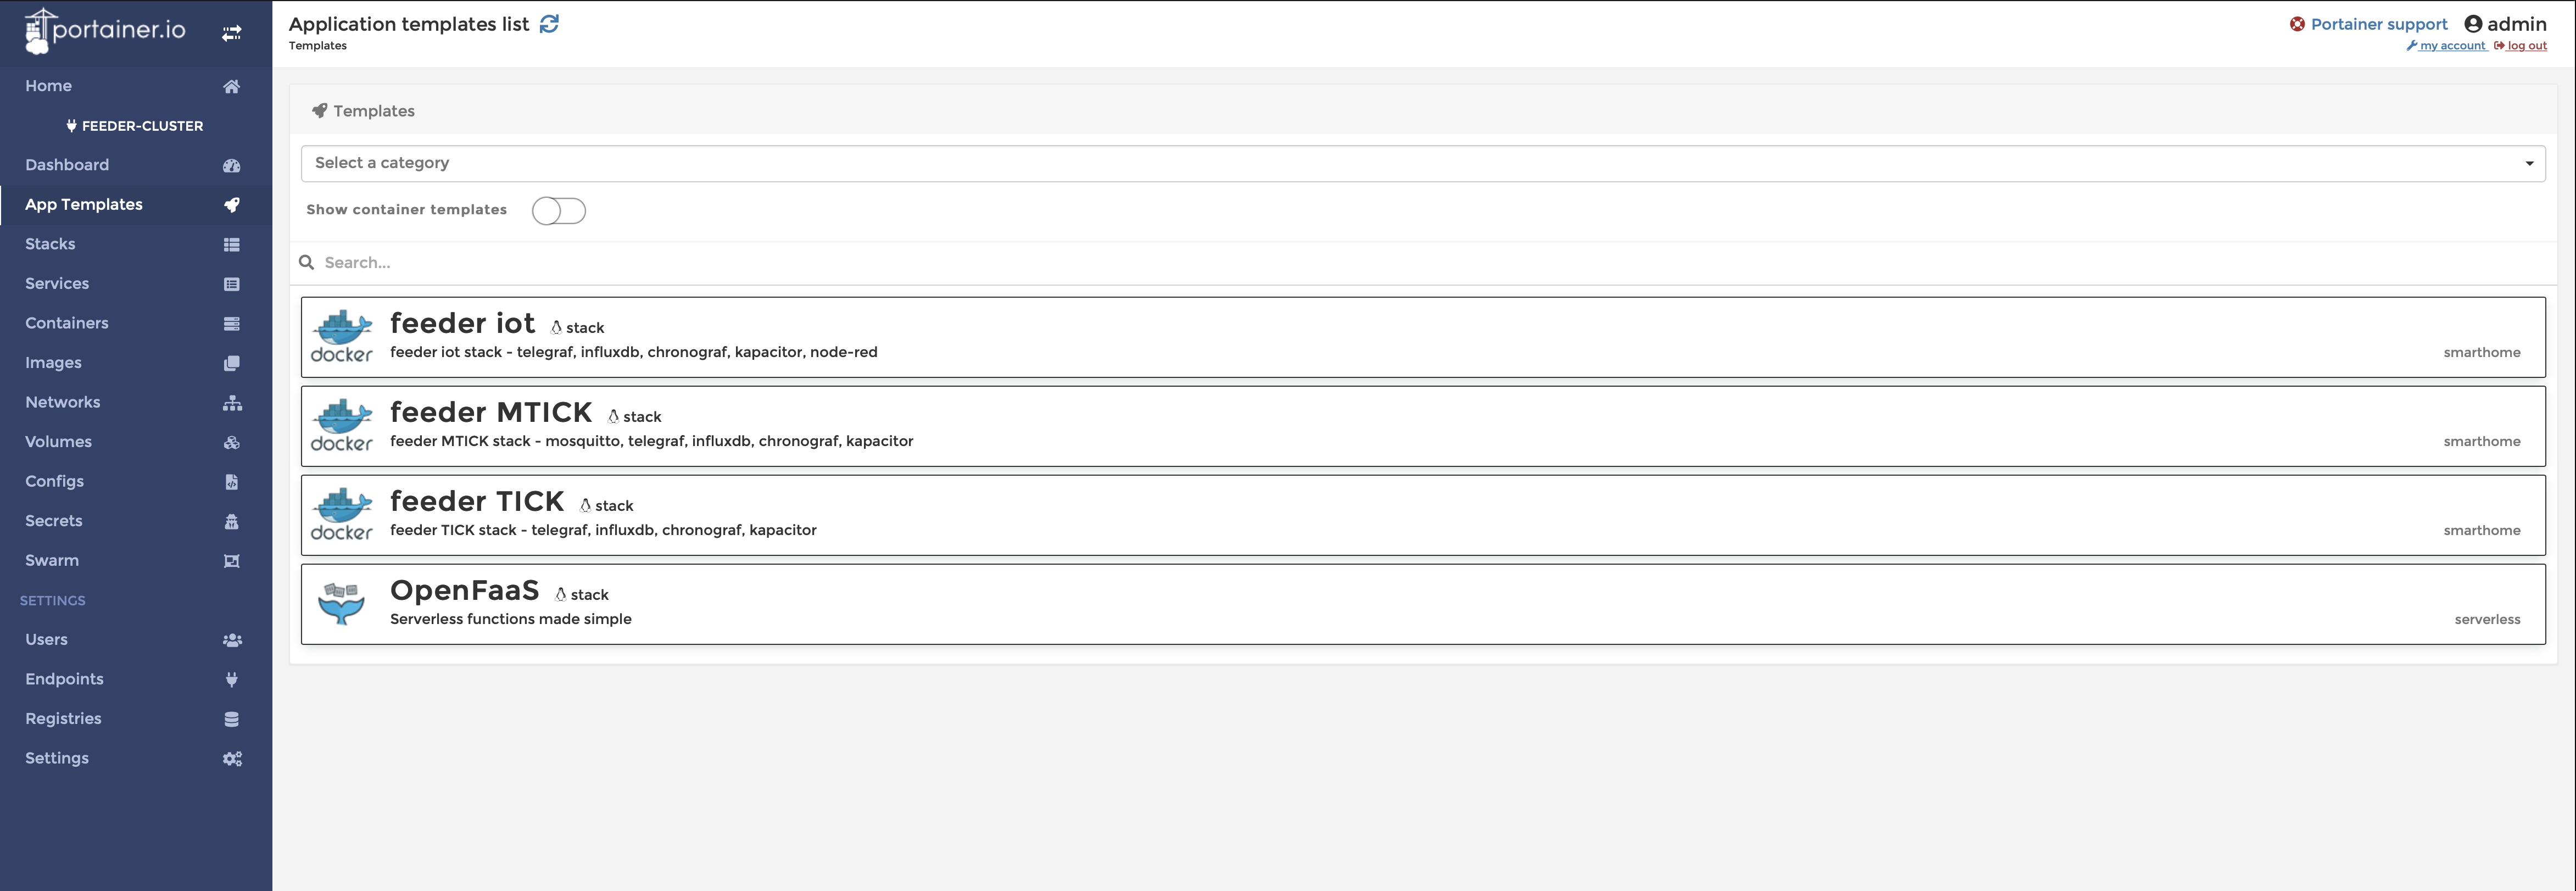 portainer.io
Home
FEEDER-CLUSTER
Dashboard
App Templates
Stacks
Services
Containers
Images
Networks
Volumes
Configs
Secrets
Swarm
SETTINGS
Users
Endpoints
Registries
Settings
Application templates list
Templates
Portainer support admin
my account log out
Templates
Select a category
Show container templates
Search...
docker
feeder iot stack
feeder iot stack - telegraf, influxdb, chronograf, kapacitor, node-red
smarthome
docker
feeder MTICK stack
feeder MTICK stack - mosquitto, telegraf, influxdb, chronograf, kapacitor
smarthome
docker
feeder TICK stack
feeder TICK stack - telegraf, influxdb, chronograf, kapacitor
smarthome
OpenFaaS stack
Serverless functions made simple
serverless